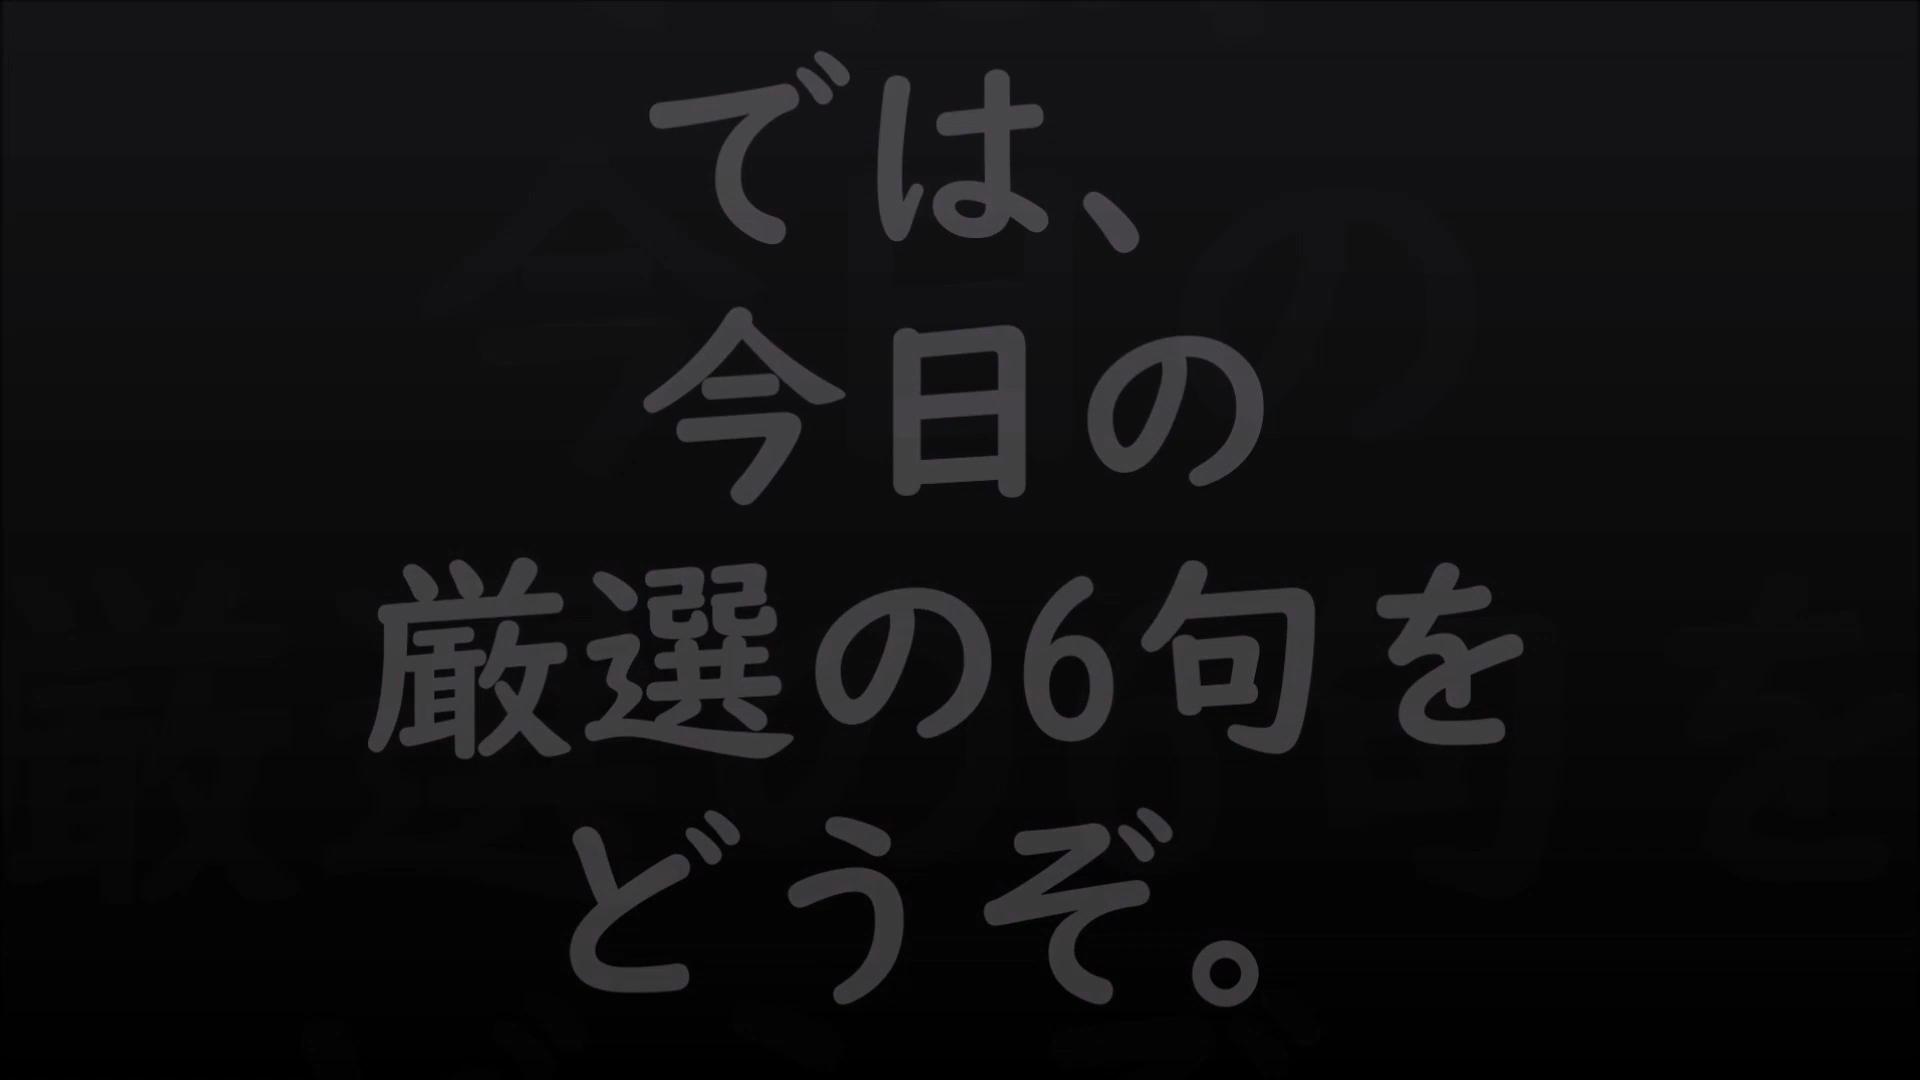 では、
今日の
厳選の6句を
どうぞ。